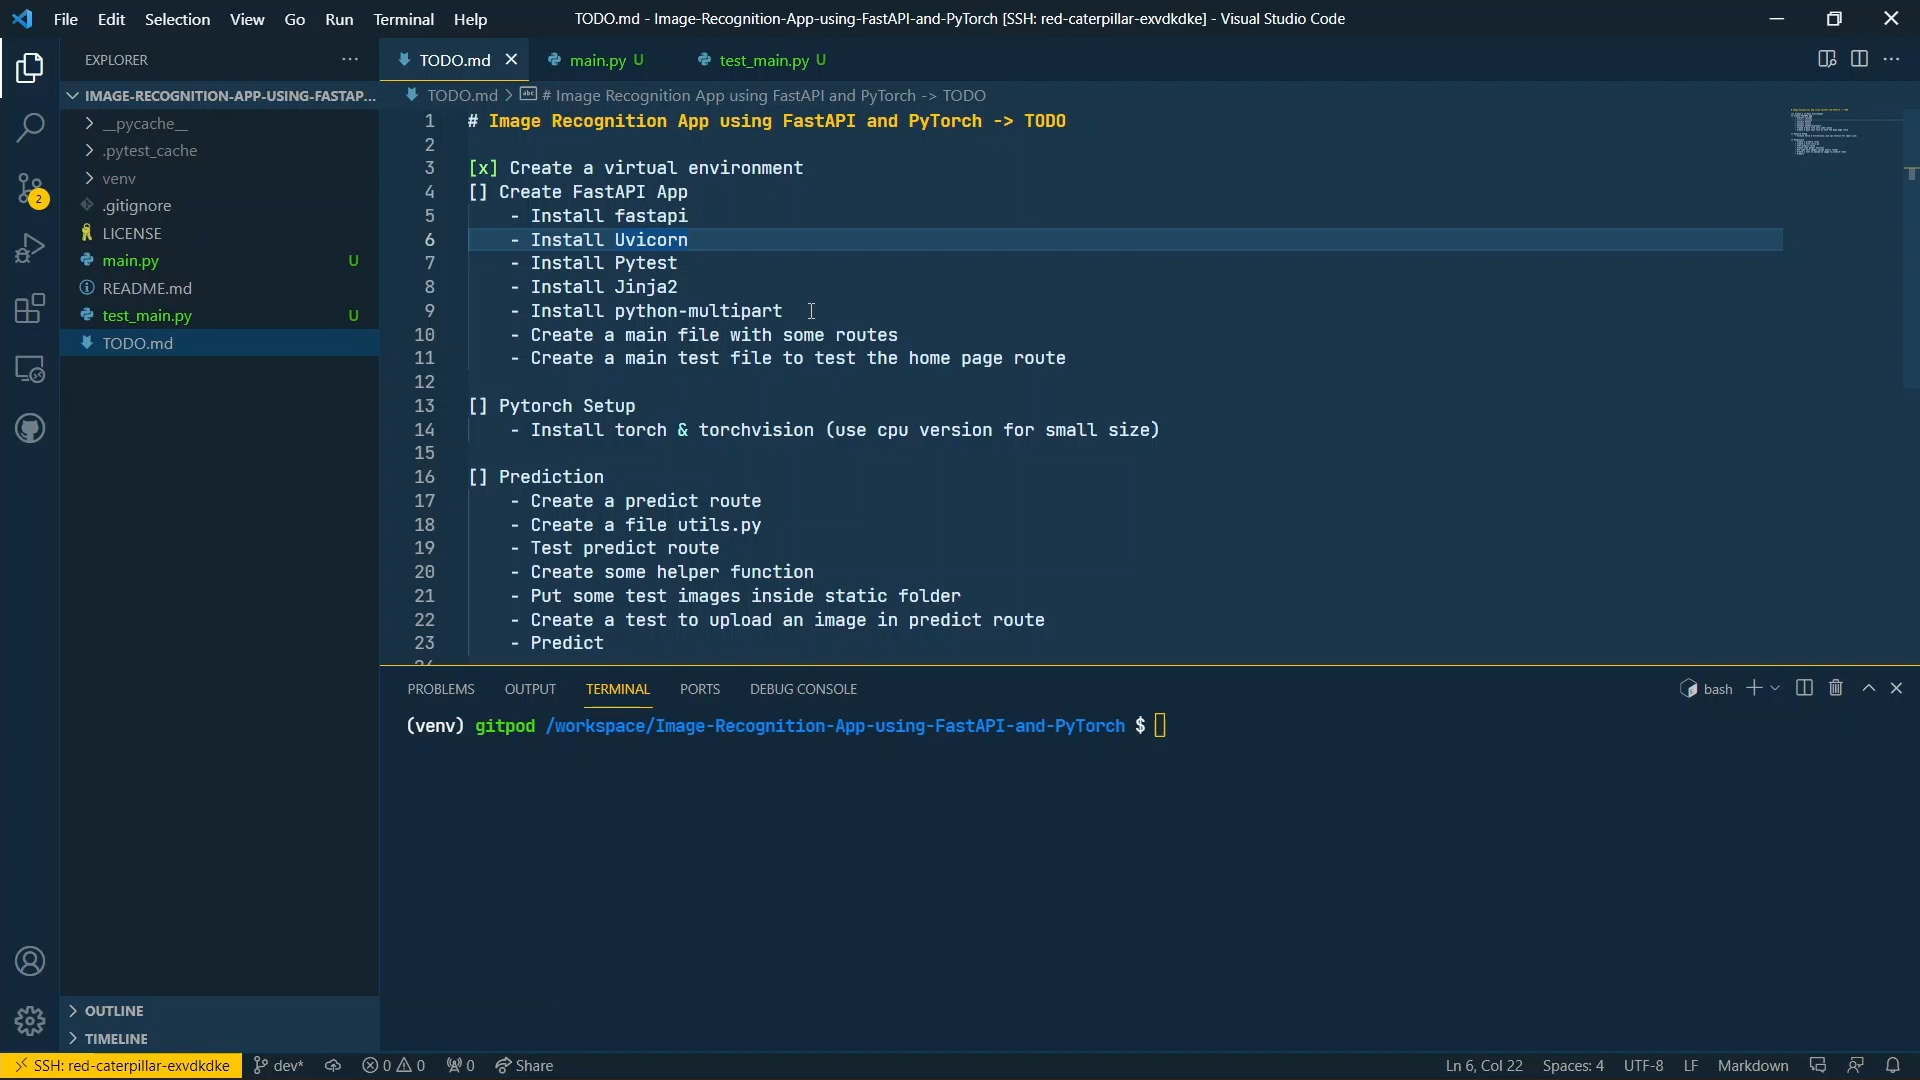 File Edit Selection View Go Run Terminal Help
TODO.md - Image-Recognition-App-using-FastAPI-and-PyTorch [SSH: red-caterpillar-exvdkdke] - Visual Studio Code
EXPLORER
TODO.md
main.py U
test_main.py U
IMAGE-RECOGNITION-APP-USING-FASTAP...
TODO.md > # Image Recognition App using FastAPI and PyTorch -> TODO
__pycache__
.pytest_cache
venv
.gitignore
LICENSE
main.py U
README.md
test_main.py U
TODO.md
2
1 # Image Recognition App using FastAPI and PyTorch -> TODO
2
3 [x] Create a virtual environment
4 [] Create FastAPI App
5 - Install fastapi
6 - Install Uvicorn
7 - Install Pytest
8 - Install Jinja2
9 - Install python-multipart
10 - Create a main file with some routes
11 - Create a main test file to test the home page route
12
13 [] Pytorch Setup
14 - Install torch & torchvision (use cpu version for small size)
15
16 [] Prediction
17 - Create a predict route
18 - Create a file utils.py
19 - Test predict route
20 - Create some helper function
21 - Put some test images inside static folder
22 - Create a test to upload an image in predict route
23 - Predict
PROBLEMS OUTPUT TERMINAL PORTS DEBUG CONSOLE
bash
(venv) gitpod /workspace/Image-Recognition-App-using-FastAPI-and-PyTorch $
OUTLINE
TIMELINE
SSH: red-caterpillar-exvdkdke dev* 0 0 0 Share
Ln 6, Col 22 Spaces: 4 UTF-8 LF Markdown